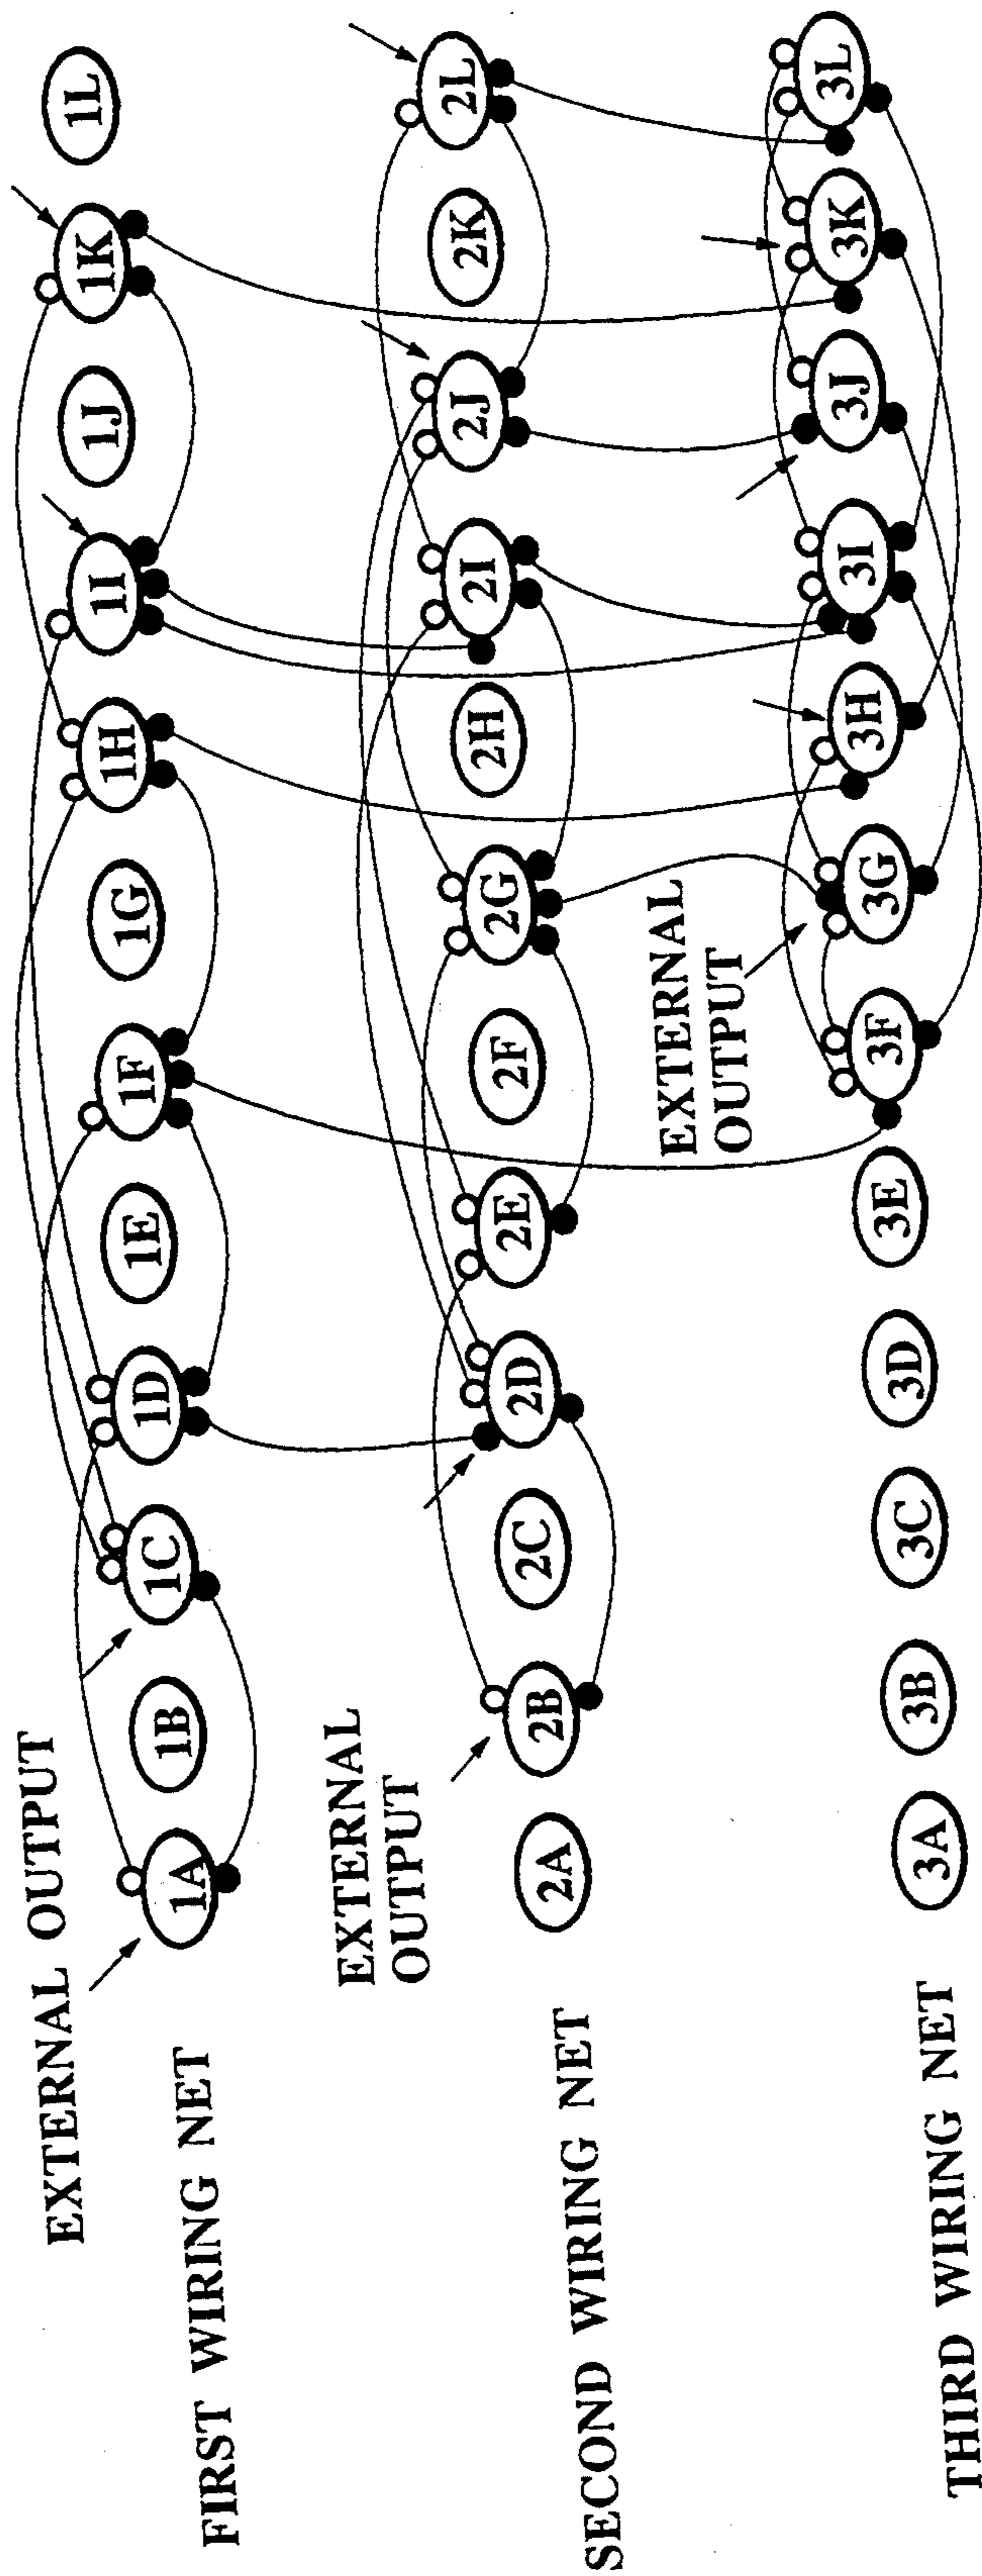 EXTERNAL OUTPUT
1A 1B 1C 1D 1E 1F 1G 1H 1I 1J 1K 1L
FIRST WIRING NET
EXTERNAL
OUTPUT
2A 2B 2C 2D 2E 2F 2G 2H 2I 2J 2K 2L
SECOND WIRING NET
EXTERNAL
OUTPUT
3A 3B 3C 3D 3E 3F 3G 3H 3I 3J 3K 3L
THIRD WIRING NET